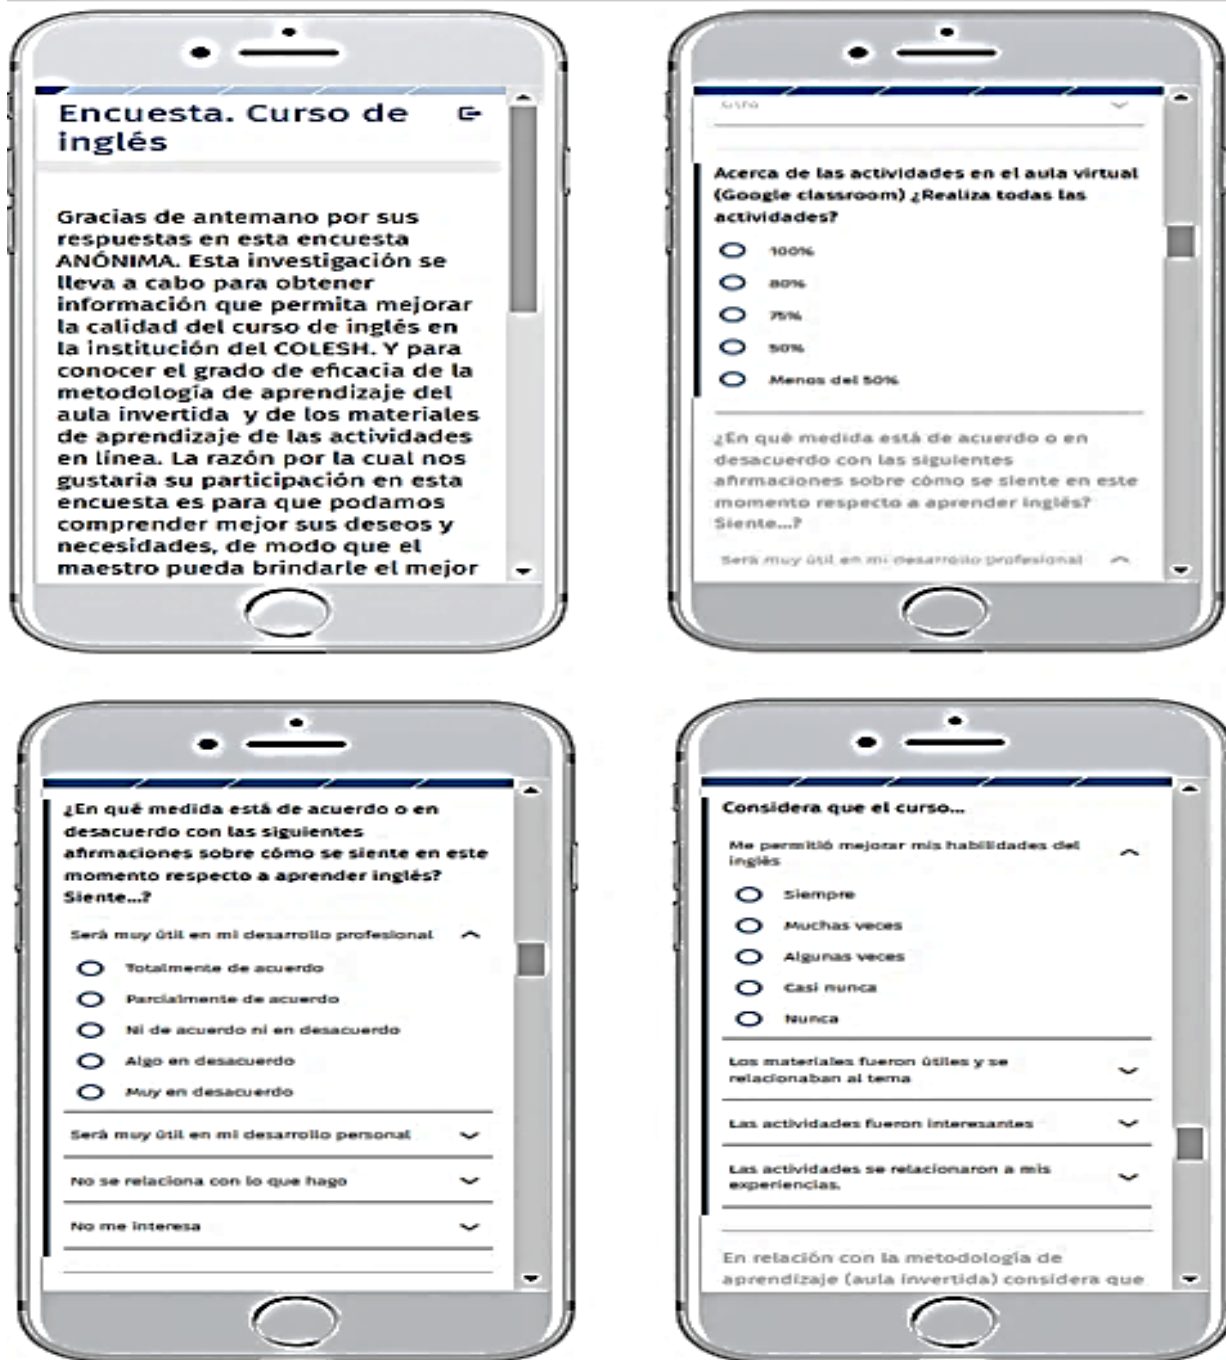 Encuesta. Curso de
inglés
Gracias de antemano por sus
respuestas en esta encuesta
ANÓNIMA. Esta investigación se
lleva a cabo para obtener
información que permita mejorar
la calidad del curso de inglés en
la institución del COLESH. Y para
conocer el grado de eficacia de la
metodología de aprendizaje del
aula invertida y de los materiales
de aprendizaje de las actividades
en línea. La razón por la cual nos
gustaría su participación en esta
encuesta es para que podamos
comprender mejor sus deseos y
necesidades, de modo que el
maestro pueda brindarle el mejor
Acerca de las actividades en el aula virtual
(Google classroom) ¿Realiza todas las
actividades?
100%
80%
75%
50%
Menos del 50%
¿En qué medida está de acuerdo o en
desacuerdo con las siguientes
afirmaciones sobre cómo se siente en este
momento respecto a aprender inglés?
Siente...?
Será muy útil en mi desarrollo profesional
¿En qué medida está de acuerdo o en
desacuerdo con las siguientes
afirmaciones sobre cómo se siente en este
momento respecto a aprender inglés?
Siente...?
Será muy útil en mi desarrollo profesional
Totalmente de acuerdo
Parcialmente de acuerdo
Ni de acuerdo ni en desacuerdo
Algo en desacuerdo
Muy en desacuerdo
Será muy útil en mi desarrollo personal
No se relaciona con lo que hago
No me interesa
Considera que el curso...
Me permitió mejorar mis habilidades del
inglés
Siempre
Muchas veces
Algunas veces
Casi nunca
Nunca
Los materiales fueron útiles y se
relacionaban al tema
Las actividades fueron interesantes
Las actividades se relacionaron a mis
experiencias.
En relación con la metodología de
aprendizaje (aula invertida) considera que